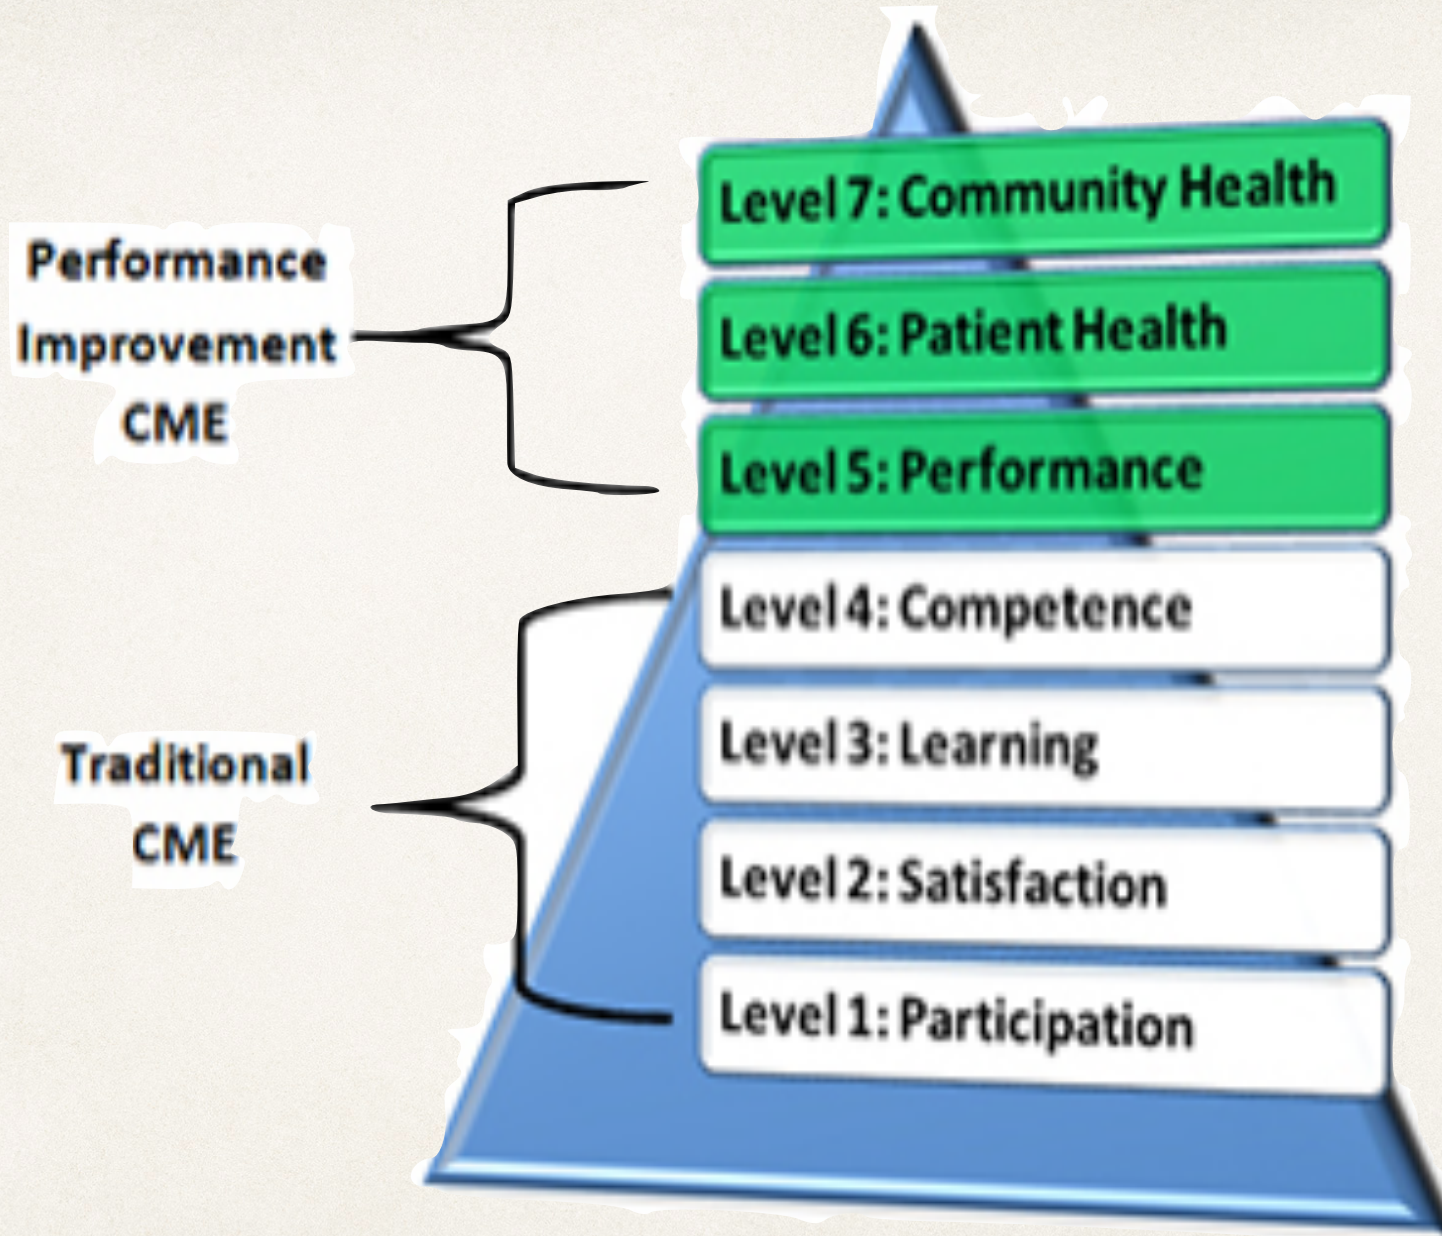 Performance
Improvement
CME
Traditional
CME
Level 7: Community Health
Level 6: Patient Health
Level 5: Performance
Level 4: Competence
Level 3: Learning
Level 2: Satisfaction
Level 1: Participation